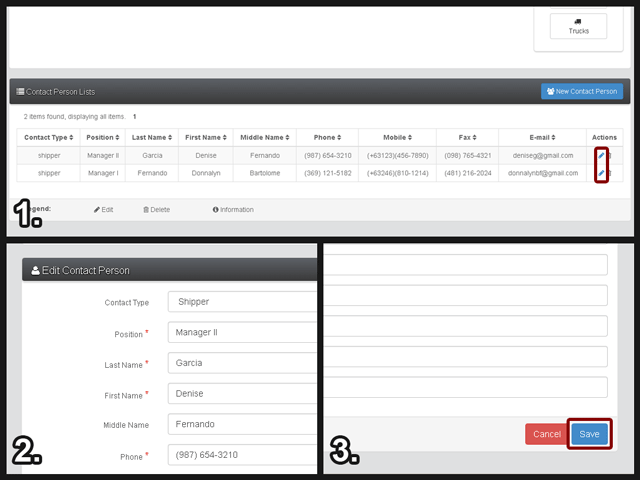 Trucks
Contact Person Lists
New Contact Person
2 items found, displaying all items. 1
Contact Type Position Last Name First Name Middle Name Phone Mobile Fax E-mail Actions
shipper Manager II Garcia Denise Fernando (987) 654-3210 (+63123)(456-7890) (098) 765-4321 deniseg@gmail.com
shipper Manager I Fernando Donnalyn Bartolome (369) 121-5182 (+63246)(810-1214) (481) 216-2024 donnalynbf@gmail.com
Edit Delete Information
1.
Edit Contact Person
Contact Type Shipper
Position * Manager II
Last Name * Garcia
First Name * Denise
Middle Name Fernando
Phone * (987) 654-3210
2.
Cancel Save
3.